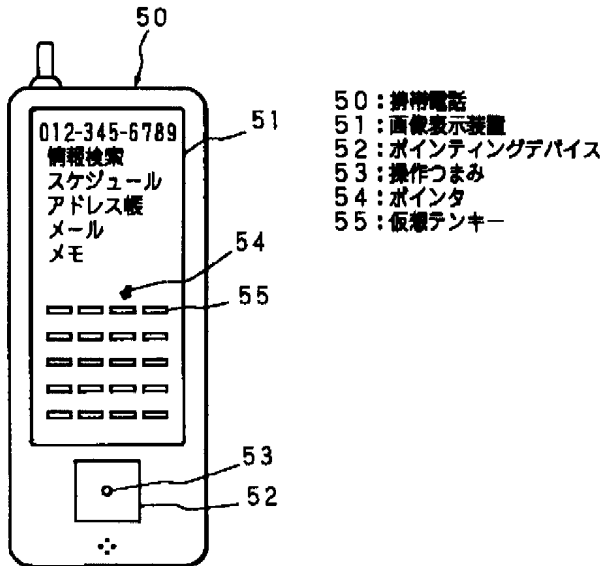 50
012-345-6789
情報検索
スケジュール
アドレス帳
メール
メモ
51
54
55
53
52
50:携帯電話
51:画像表示装置
52:ポインティングデバイス
53:操作つまみ
54:ポインタ
55:仮想テンキー